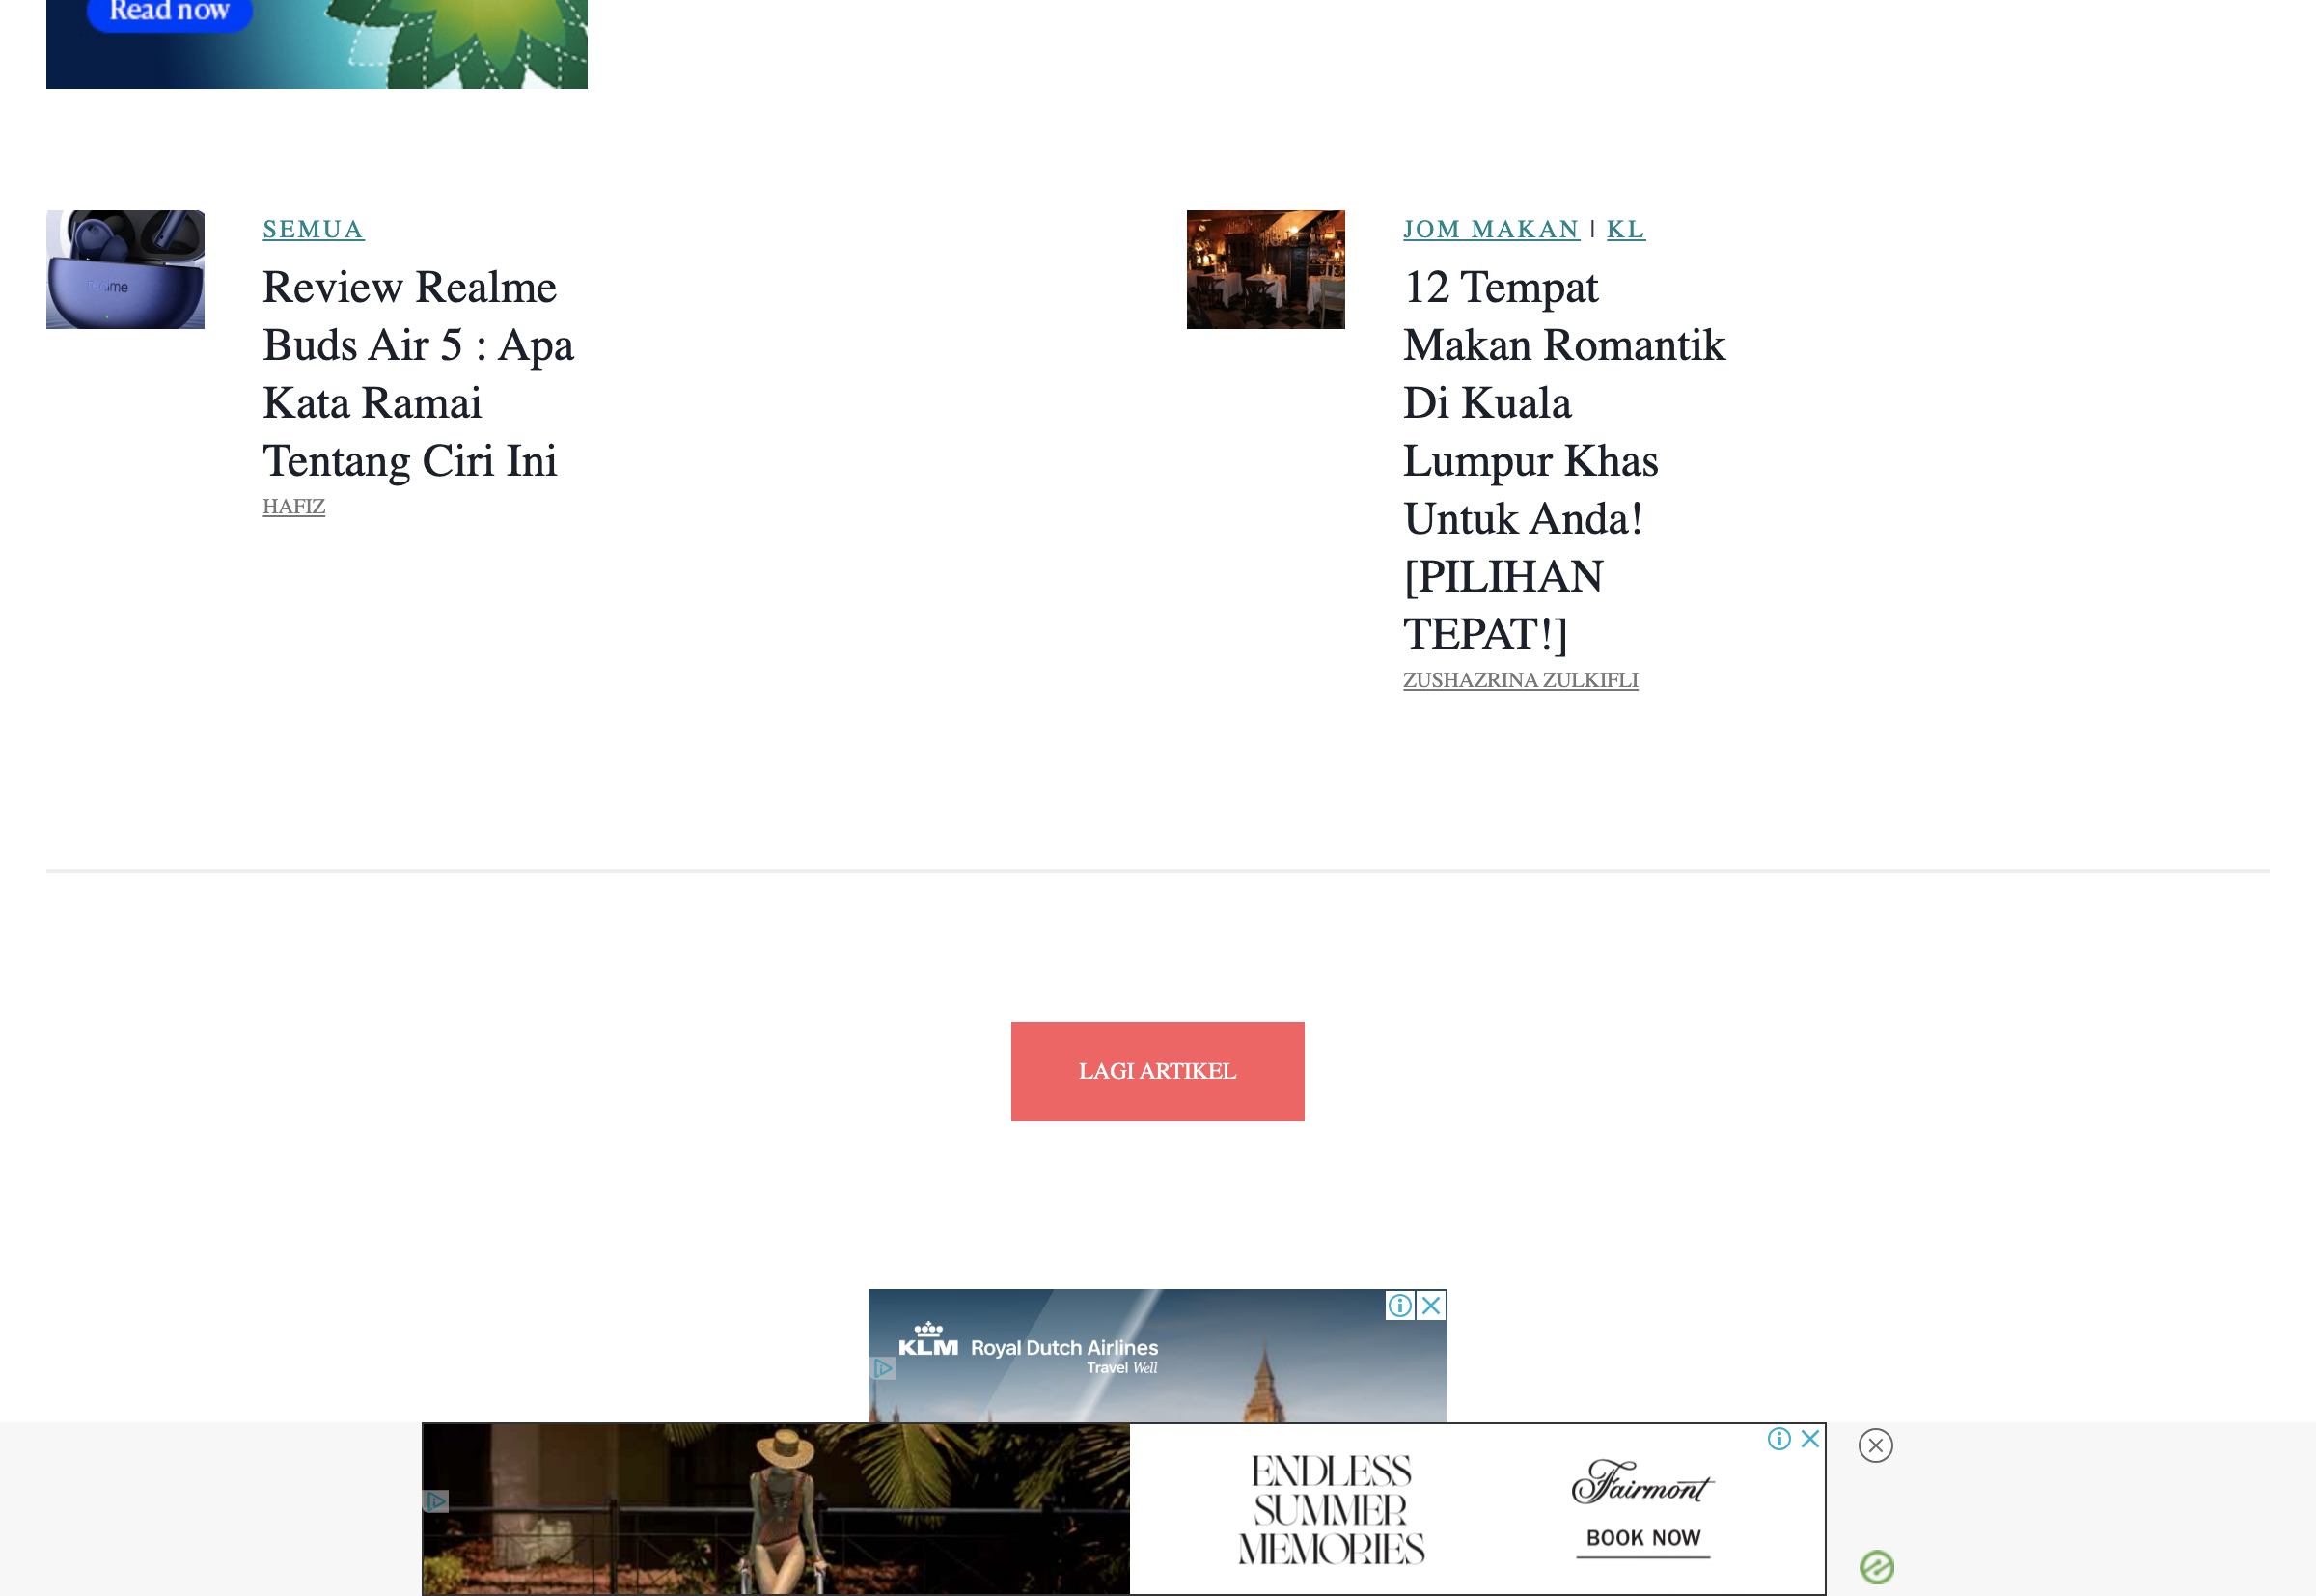 Read now
SEMUA
Review Realme
Buds Air 5 : Apa
Kata Ramai
Tentang Ciri Ini
HAFIZ
JOM MAKAN | KL
12 Tempat
Makan Romantik
Di Kuala
Lumpur Khas
Untuk Anda!
[PILIHAN
TEPAT!]
ZUSHAZRINA ZULKIFLI
LAGI ARTIKEL
KLM Royal Dutch Airlines
Travel Well
ENDLESS
SUMMER
MEMORIES
Fairmont
BOOK NOW